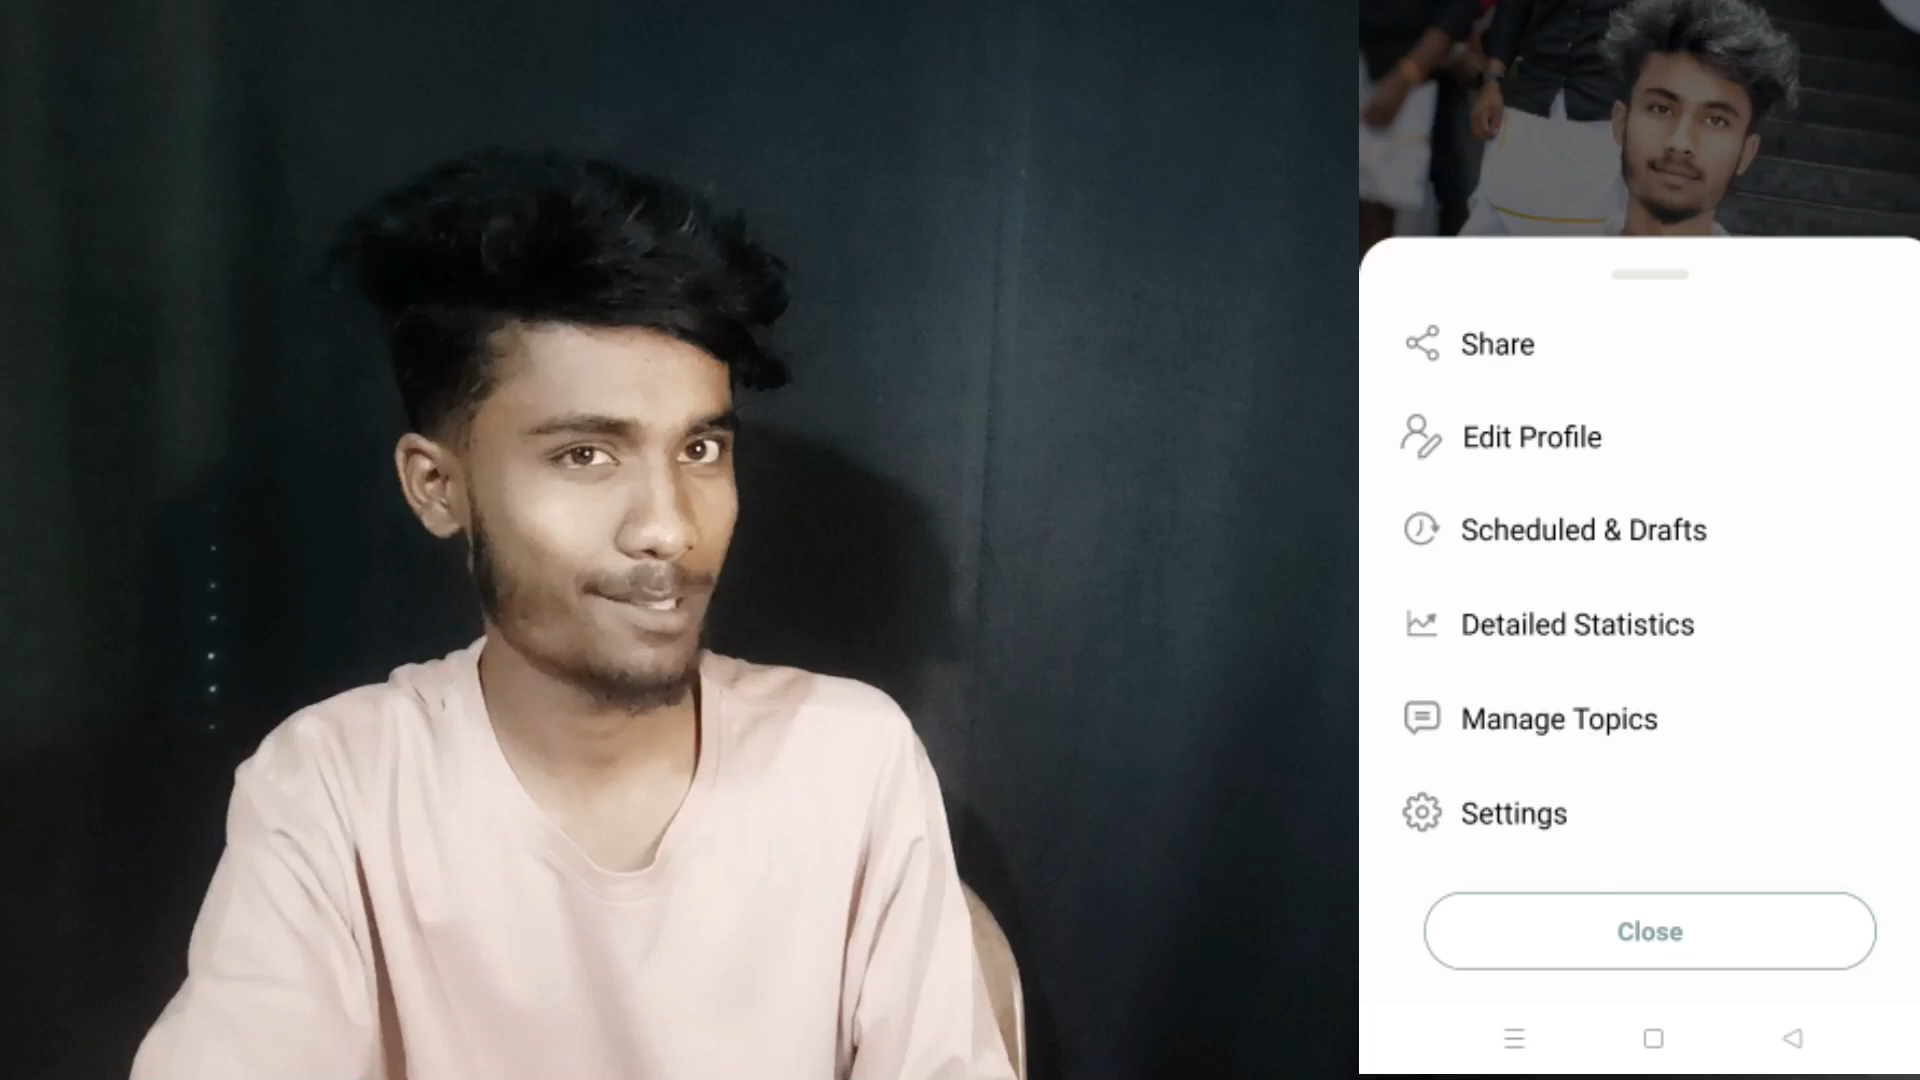 Share
Edit Profile
Scheduled & Drafts
Detailed Statistics
Manage Topics
Settings
Close